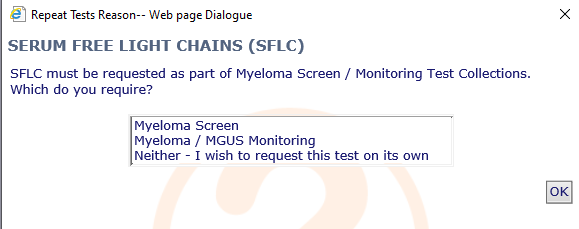 Repeat Tests Reason-- Web page Dialogue
SERUM FREE LIGHT CHAINS (SFLC)
SFLC must be requested as part of Myeloma Screen / Monitoring Test Collections.
Which do you require?
Myeloma Screen
Myeloma / MGUS Monitoring
Neither - I wish to request this test on its own
OK